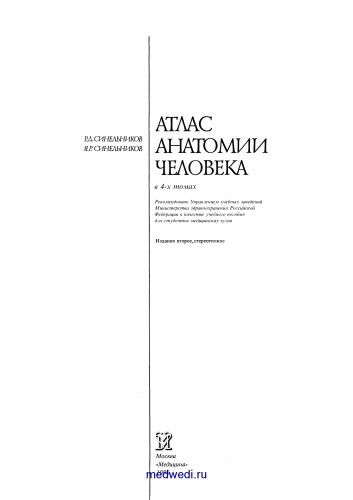 Р.Д.СИНЕЛЬНИКОВ
Я.Р.СИНЕЛЬНИКОВ
АТЛАС
АНАТОМИИ
ЧЕЛОВЕКА
в 4-х томах
Рекомендовано Управлением учебных заведений
Министерства здравоохранения Российской
Федерации в качестве учебного пособия
для студентов медицинских вузов
Издание второе, стереотипное
Москва
«Медицина»
medwedi.ru